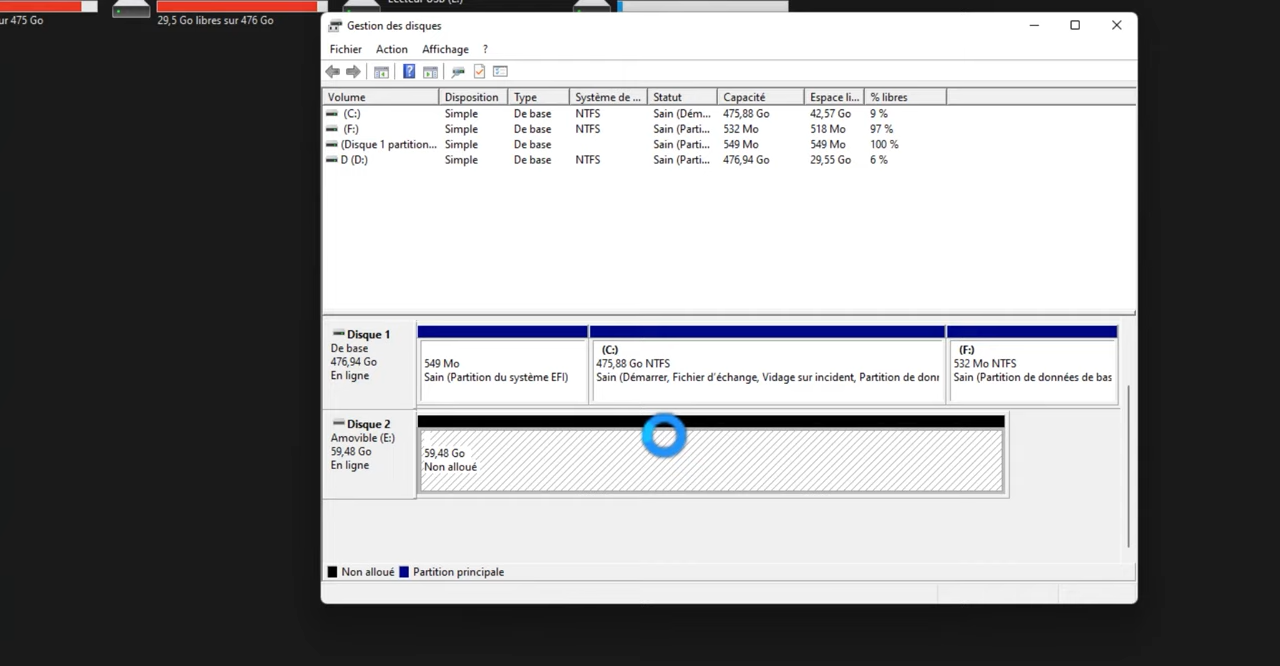 ur 475 Go
29,5 Go libres sur 476 Go
Gestion des disques
Fichier Action Affichage ?
Volume Disposition Type Système de ... Statut Capacité Espace li... % libres
(C:) Simple De base NTFS Sain (Dém... 475,88 Go 42,57 Go 9 %
(F:) Simple De base NTFS Sain (Parti... 532 Mo 518 Mo 97 %
(Disque 1 partition... Simple De base Sain (Parti... 549 Mo 549 Mo 100 %
D (D:) Simple De base NTFS Sain (Parti... 476,94 Go 29,55 Go 6 %
Disque 1
De base
476,94 Go
En ligne
549 Mo
Sain (Partition du système EFI)
(C:)
475,88 Go NTFS
Sain (Démarrer, Fichier d'échange, Vidage sur incident, Partition de donn
(F:)
532 Mo NTFS
Sain (Partition de données de bas
Disque 2
Amovible (E:)
59,48 Go
En ligne
59,48 Go
Non alloué
Non alloué Partition principale